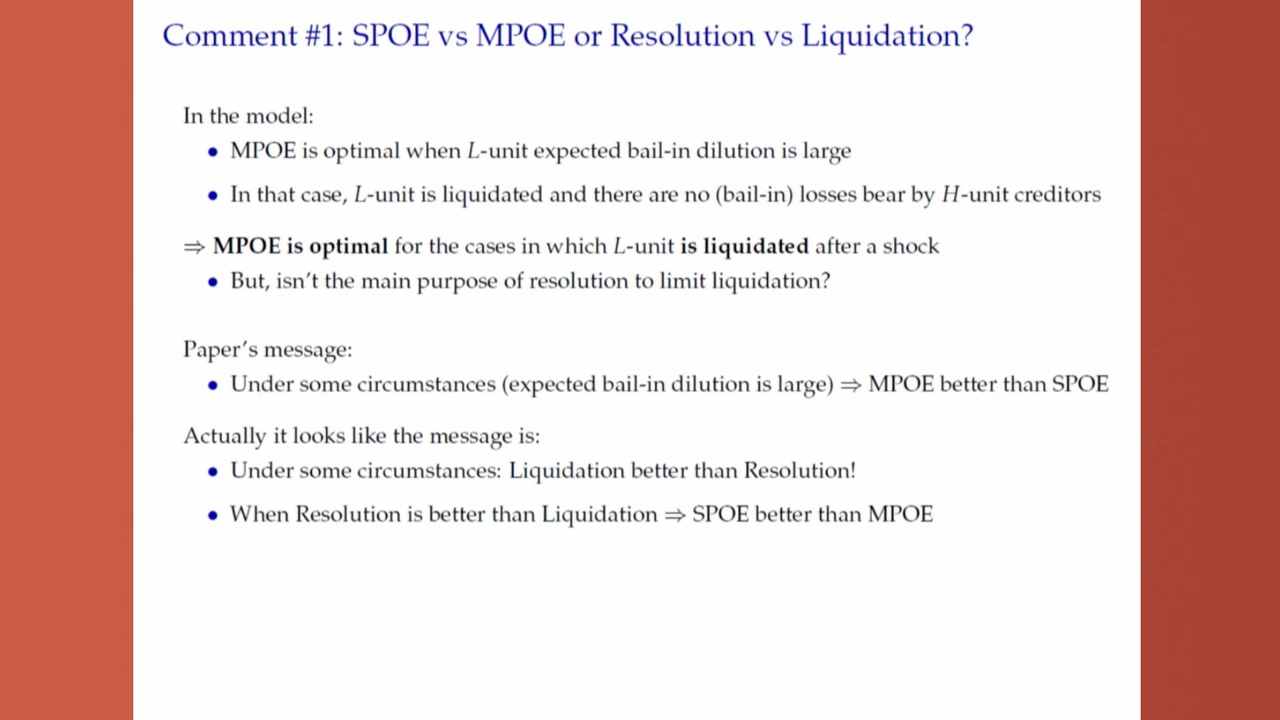 Comment #1: SPOE vs MPOE or Resolution vs Liquidation?
In the model:
• MPOE is optimal when L-unit expected bail-in dilution is large
• In that case, L-unit is liquidated and there are no (bail-in) losses bear by H-unit creditors
⇒ MPOE is optimal for the cases in which L-unit is liquidated after a shock
• But, isn't the main purpose of resolution to limit liquidation?
Paper's message:
• Under some circumstances (expected bail-in dilution is large) ⇒ MPOE better than SPOE
Actually it looks like the message is:
• Under some circumstances: Liquidation better than Resolution!
• When Resolution is better than Liquidation ⇒ SPOE better than MPOE